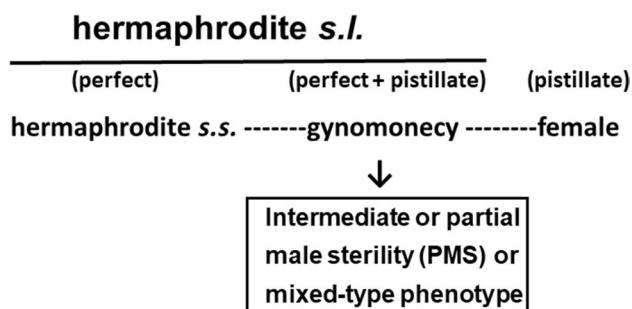 hermaphrodite s.l.
(perfect) (perfect + pistillate) (pistillate)
hermaphrodite s.s. -------gynomonecy --------female
↓
Intermediate or partial
male sterility (PMS) or
mixed-type phenotype